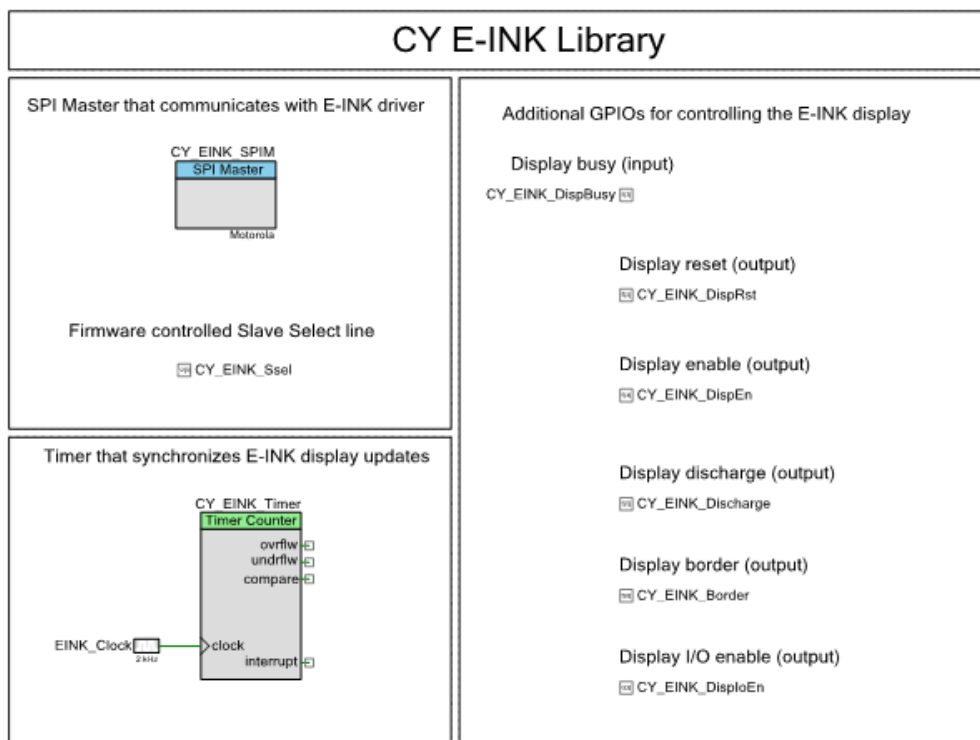 CY E-INK Library
SPI Master that communicates with E-INK driver
CY_EINK_SPIM
SPI Master
Motorola
Firmware controlled Slave Select line
CY_EINK_Ssel
Timer that synchronizes E-INK display updates
CY_EINK_Timer
Timer Counter
ovrflw
undrflw
compare
EINK_Clock
2 kHz
clock
interrupt
Additional GPIOs for controlling the E-INK display
Display busy (input)
CY_EINK_DispBusy
Display reset (output)
CY_EINK_DispRst
Display enable (output)
CY_EINK_DispEn
Display discharge (output)
CY_EINK_Discharge
Display border (output)
CY_EINK_Border
Display I/O enable (output)
CY_EINK_DispIoEn